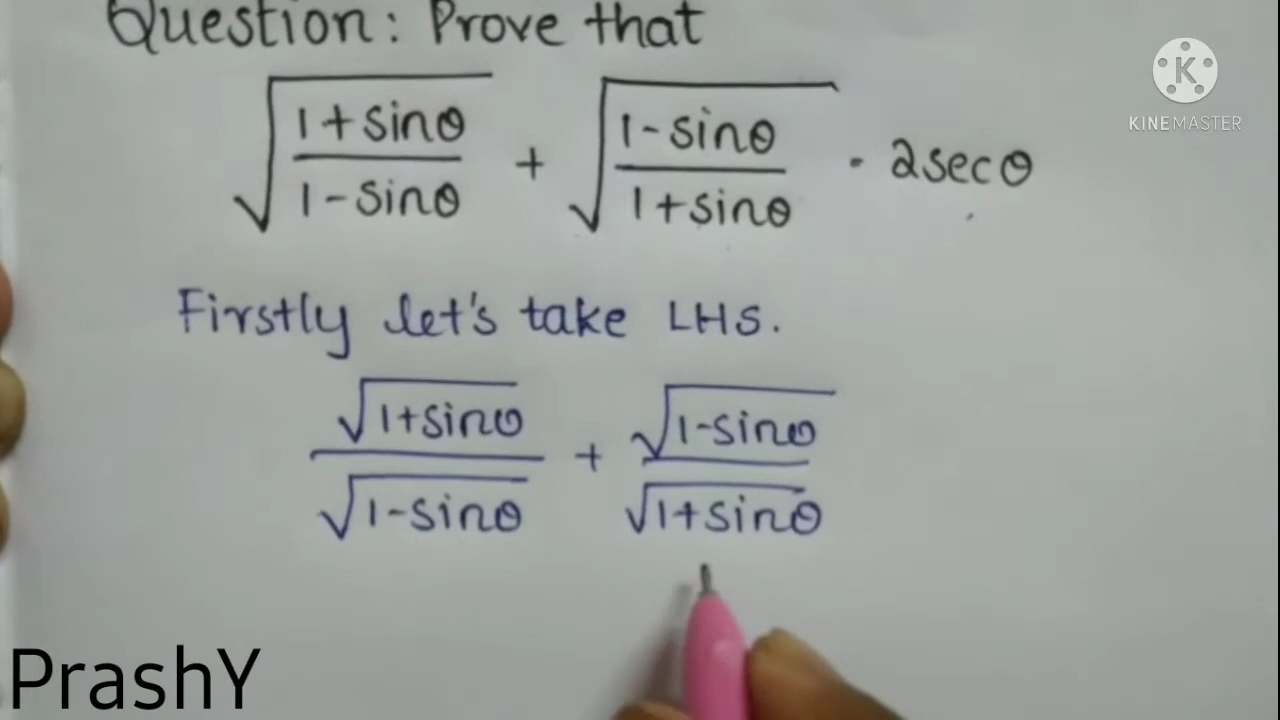 Question: Prove that
√(1+sinθ / 1-sinθ) + √(1-sinθ / 1+sinθ) - 2secθ
KINEMASTER
Firstly let's take LHS.
√(1+sinθ) / √(1-sinθ) + √(1-sinθ) / √(1+sinθ)
PrashY